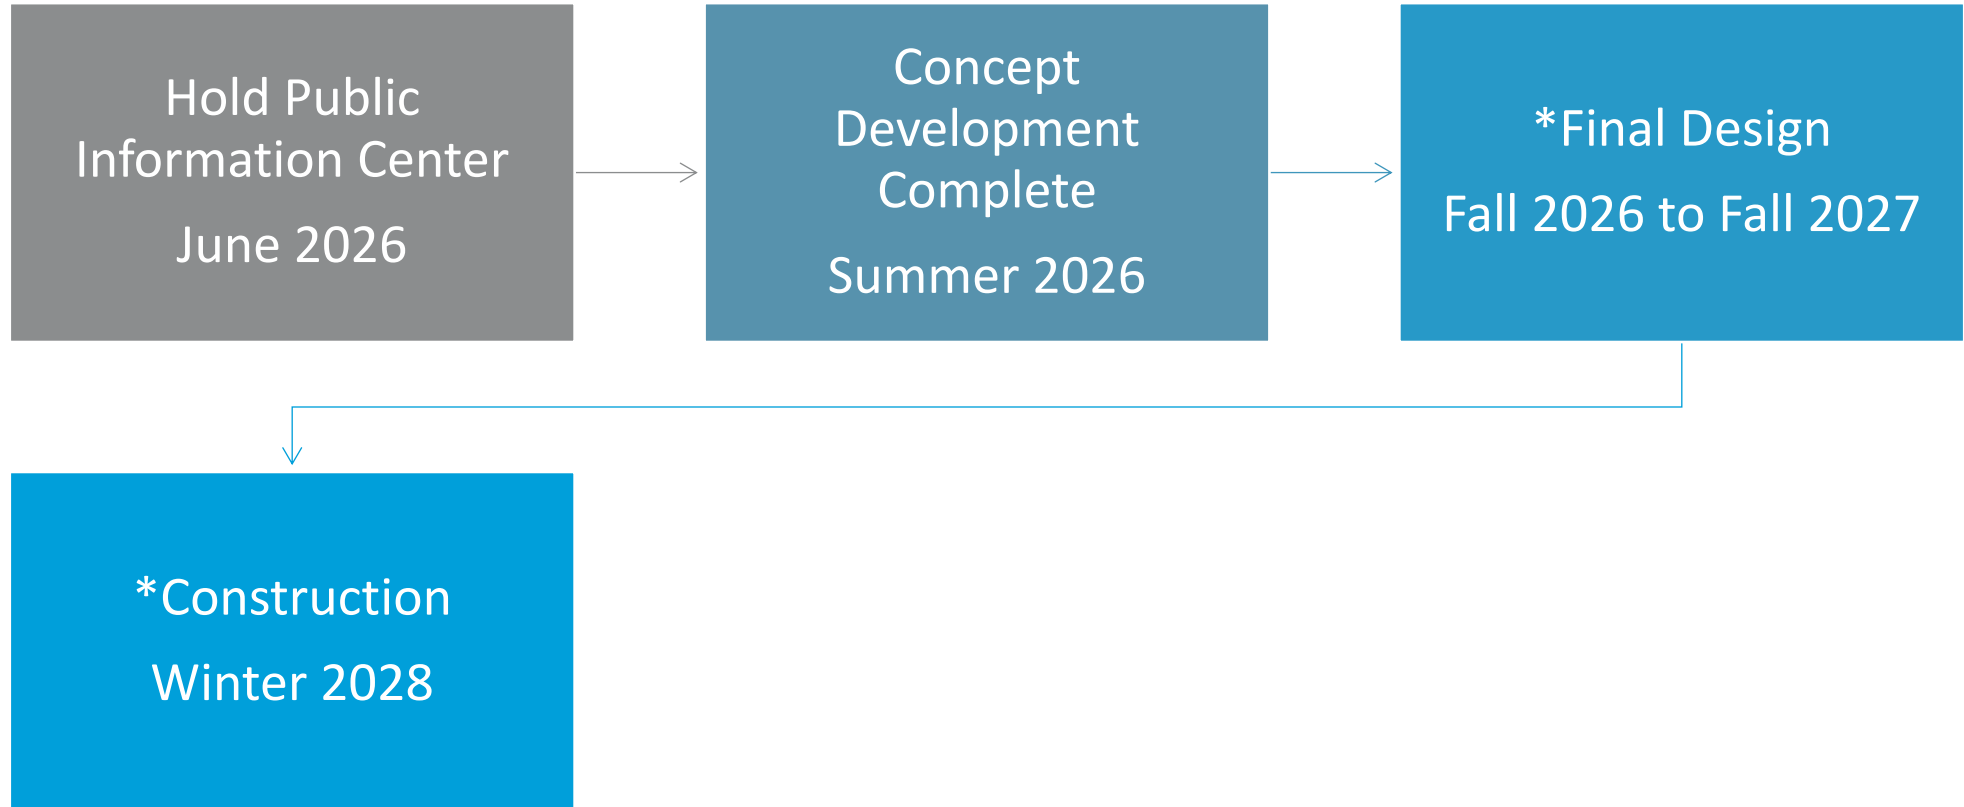 Hold Public
Information Center
June 2026
Concept
Development
Complete
Summer 2026
*Final Design
Fall 2026 to Fall 2027
*Construction
Winter 2028